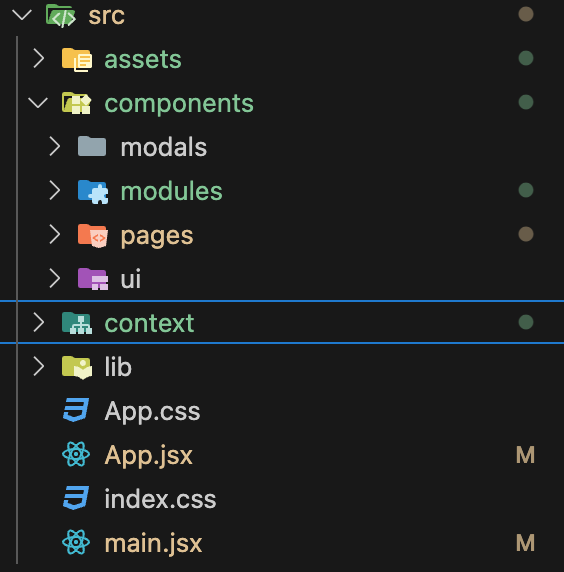 src
assets
components
modals
modules
pages
ui
context
lib
App.css
App.jsx M
index.css
main.jsx M